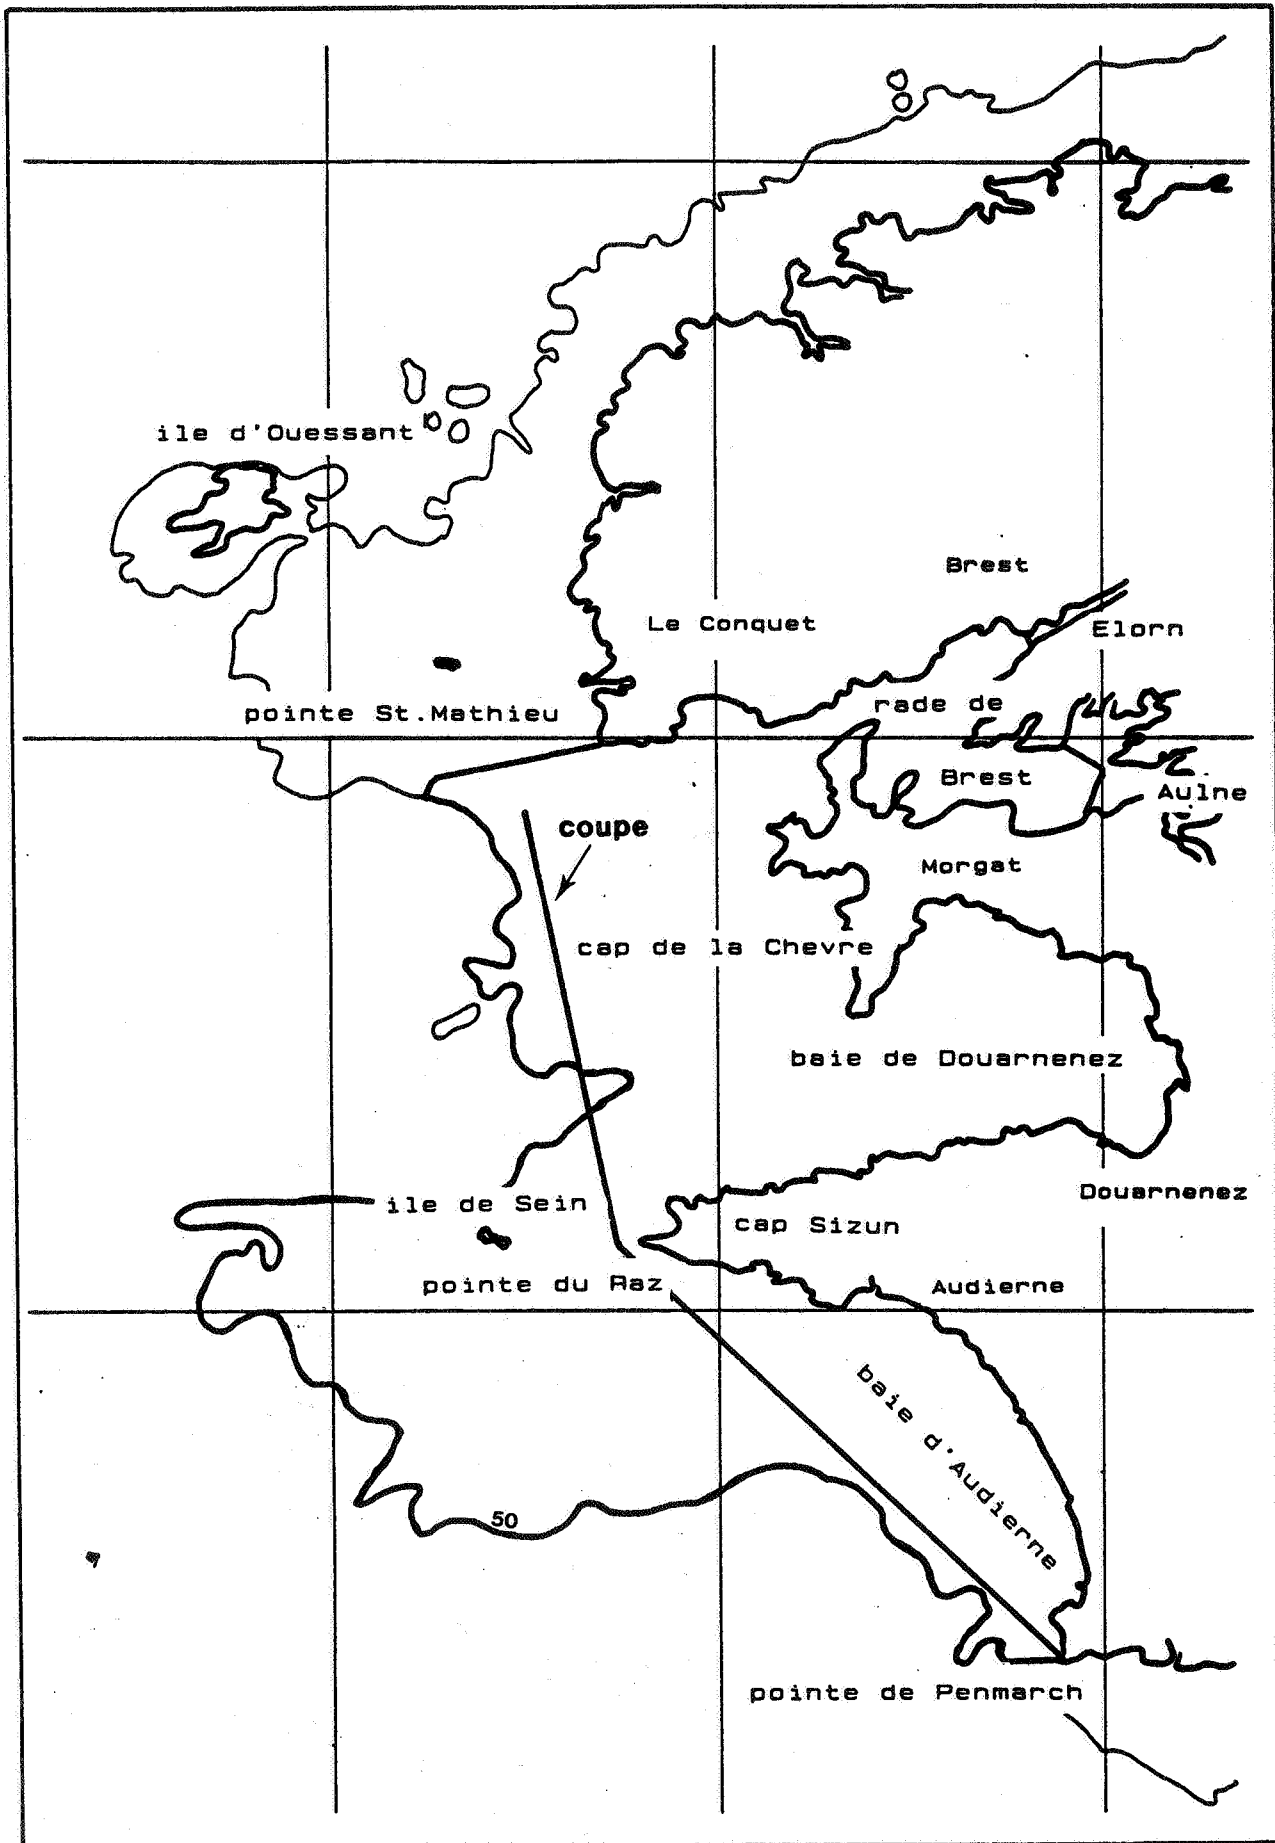 ile d'Ouessant
Brest
Le Conquet
Elorn
pointe St.Mathieu
rade de
Brest
Aulne
coupe
Morgat
cap de la Chevre
baie de Douarnenez
Douarnenez
ile de Sein
cap Sizun
pointe du Raz
Audierne
baie d'Audierne
50
pointe de Penmarch